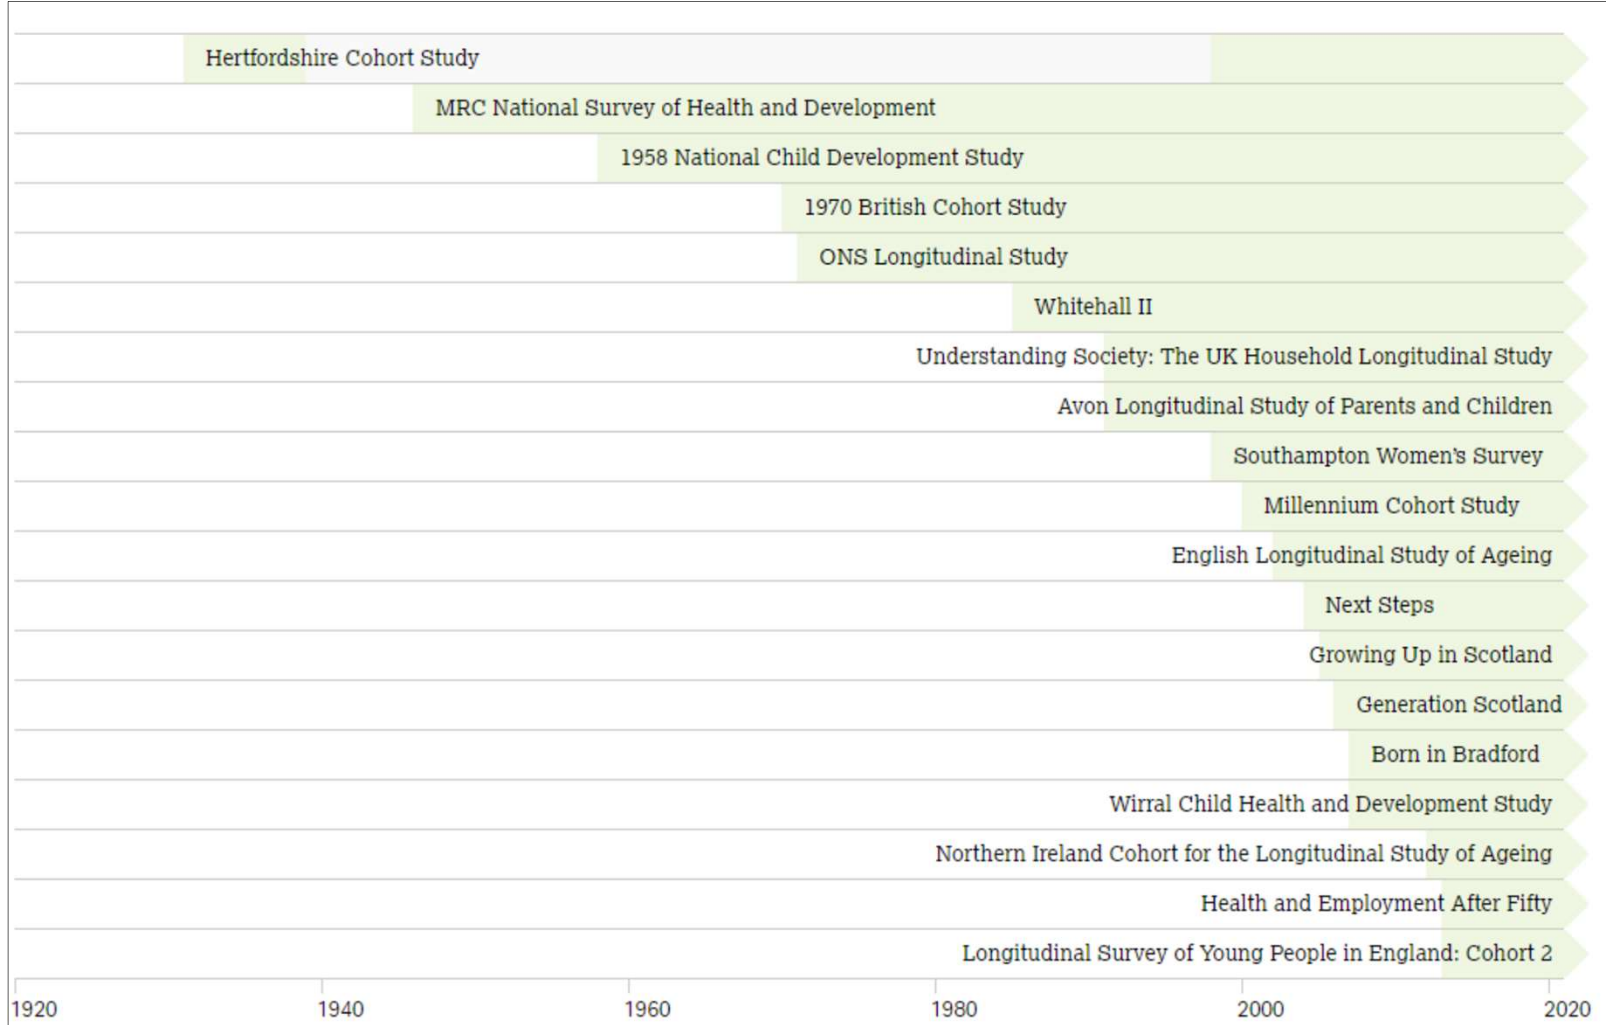 Hertfordshire Cohort Study
MRC National Survey of Health and Development
1958 National Child Development Study
1970 British Cohort Study
ONS Longitudinal Study
Whitehall II
Understanding Society: The UK Household Longitudinal Study
Avon Longitudinal Study of Parents and Children
Southampton Women's Survey
Millennium Cohort Study
English Longitudinal Study of Ageing
Next Steps
Growing Up in Scotland
Generation Scotland
Born in Bradford
Wirral Child Health and Development Study
Northern Ireland Cohort for the Longitudinal Study of Ageing
Health and Employment After Fifty
Longitudinal Survey of Young People in England: Cohort 2
1920 1940 1960 1980 2000 2020